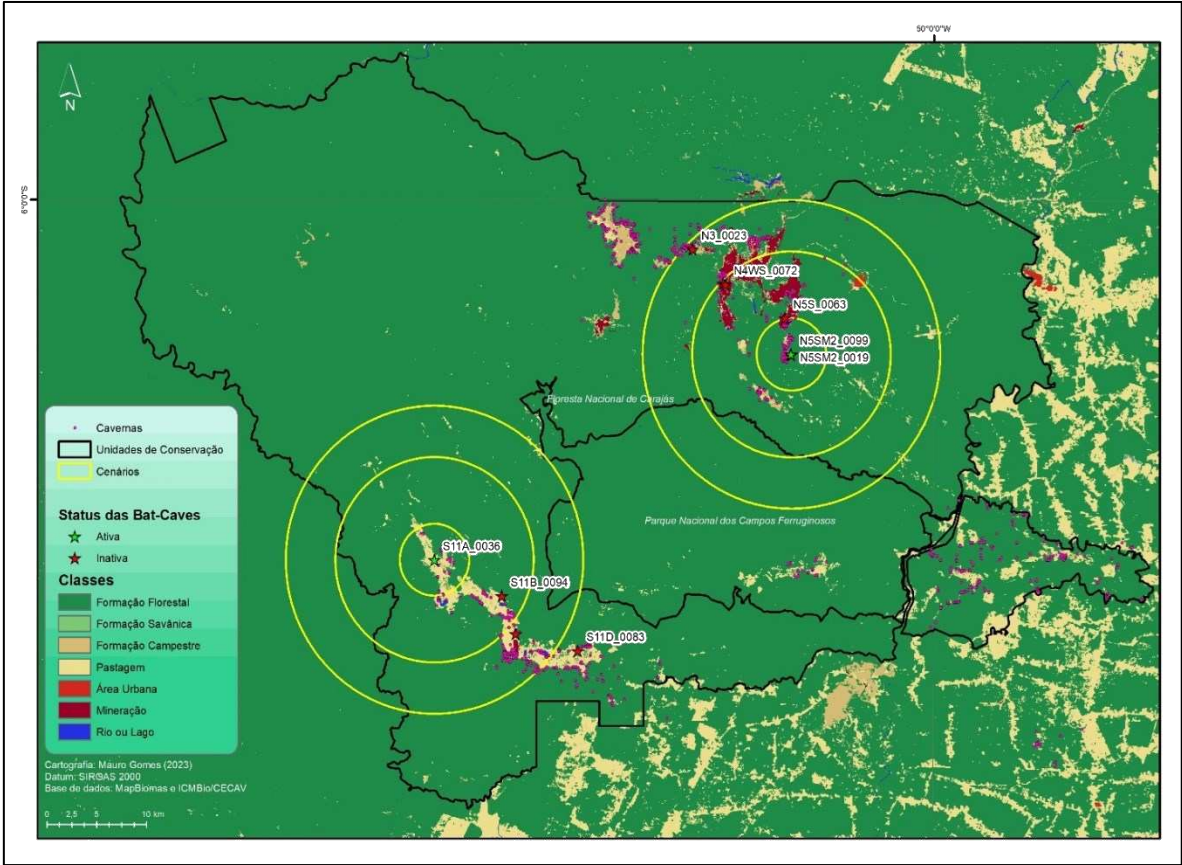 50°0'0"W
6°0'0"S
N
N3_0023
N4WS_0072
N5S_0063
N5SM2_0099
N5SM2_0019
Floresta Nacional de Carajás
Parque Nacional dos Campos Ferruginosos
S11A_0036
S11B_0094
S11D_0083
Cavernas
Unidades de Conservação
Cenários
Status das Bat-Caves
Ativa
Inativa
Classes
Formação Florestal
Formação Savânica
Formação Campestre
Pastagem
Área Urbana
Mineração
Rio ou Lago
Cartografia: Mauro Gomes (2023)
Datum: SIRGAS 2000
Base de dados: MapBiomas e ICMBio/CECAV
0 2,5 5 10 km